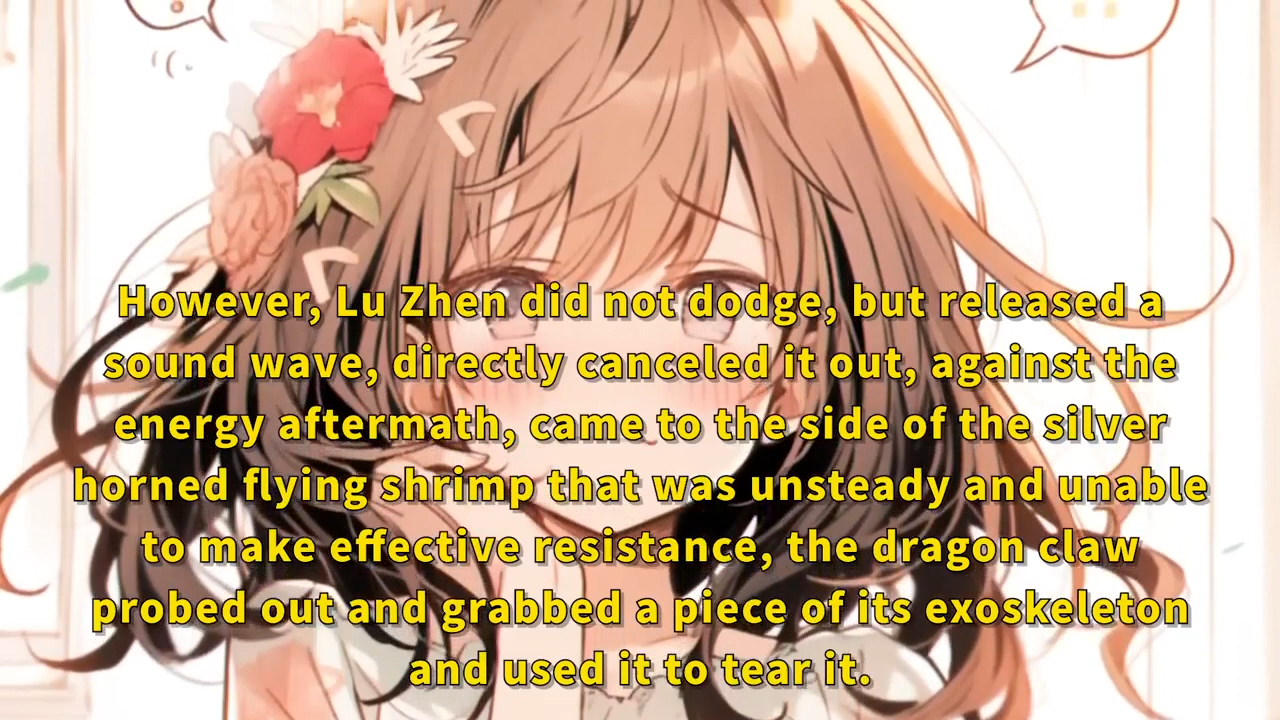 However, Lu Zhen did not dodge, but released a
sound wave, directly canceled it out, against the
energy aftermath, came to the side of the silver
horned flying shrimp that was unsteady and unable
to make effective resistance, the dragon claw
probed out and grabbed a piece of its exoskeleton
and used it to tear it.